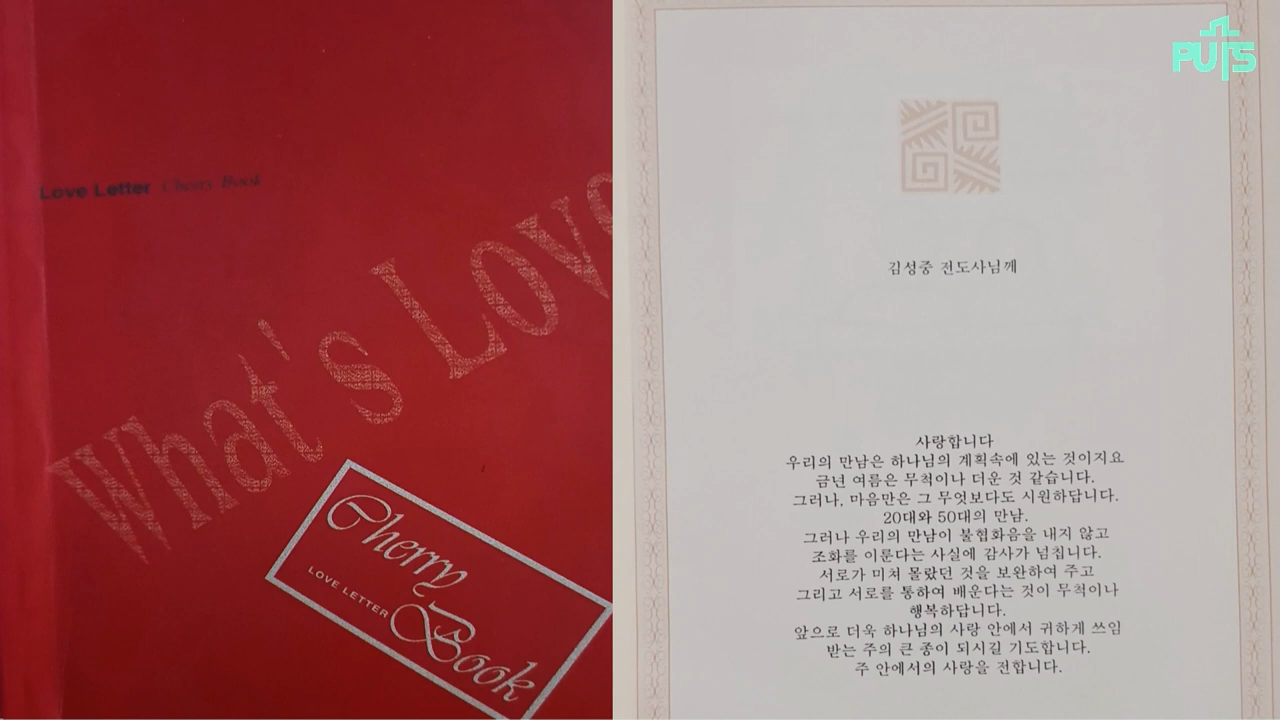 Love Letter Cherry Book
What's Love
Cherry
LOVE LETTER
Book
PUTS
김성중 전도사님께
사랑합니다
우리의 만남은 하나님의 계획속에 있는 것이지요
금년 여름은 무척이나 더운 것 같습니다.
그러나, 마음만은 그 무엇보다도 시원하답니다.
20대와 50대의 만남.
그러나 우리의 만남이 불협화음을 내지 않고
조화를 이룬다는 사실에 감사가 넘칩니다.
서로가 미쳐 몰랐던 것을 보완하여 주고
그리고 서로를 통하여 배운다는 것이 무척이나
행복하답니다.
앞으로 더욱 하나님의 사랑 안에서 귀하게 쓰임
받는 주의 큰 종이 되시길 기도합니다.
주 안에서의 사랑을 전합니다.